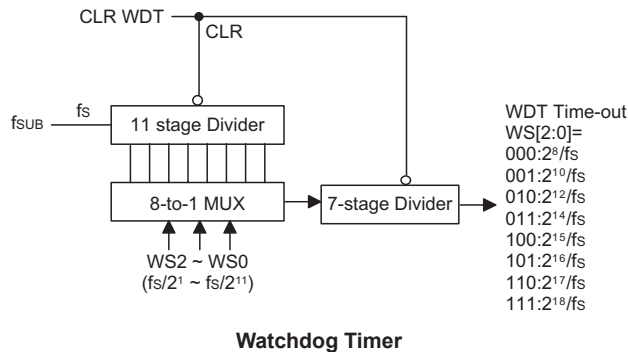 CLR WDT
CLR
fSUB
fS
11 stage Divider
8-to-1 MUX
7-stage Divider
WS2 ~ WS0
(fS/2¹ ~ fS/2¹¹)
WDT Time-out
WS[2:0]=
000:2⁸/fS
001:2¹⁰/fS
010:2¹²/fS
011:2¹⁴/fS
100:2¹⁵/fS
101:2¹⁶/fS
110:2¹⁷/fS
111:2¹⁸/fS
Watchdog Timer